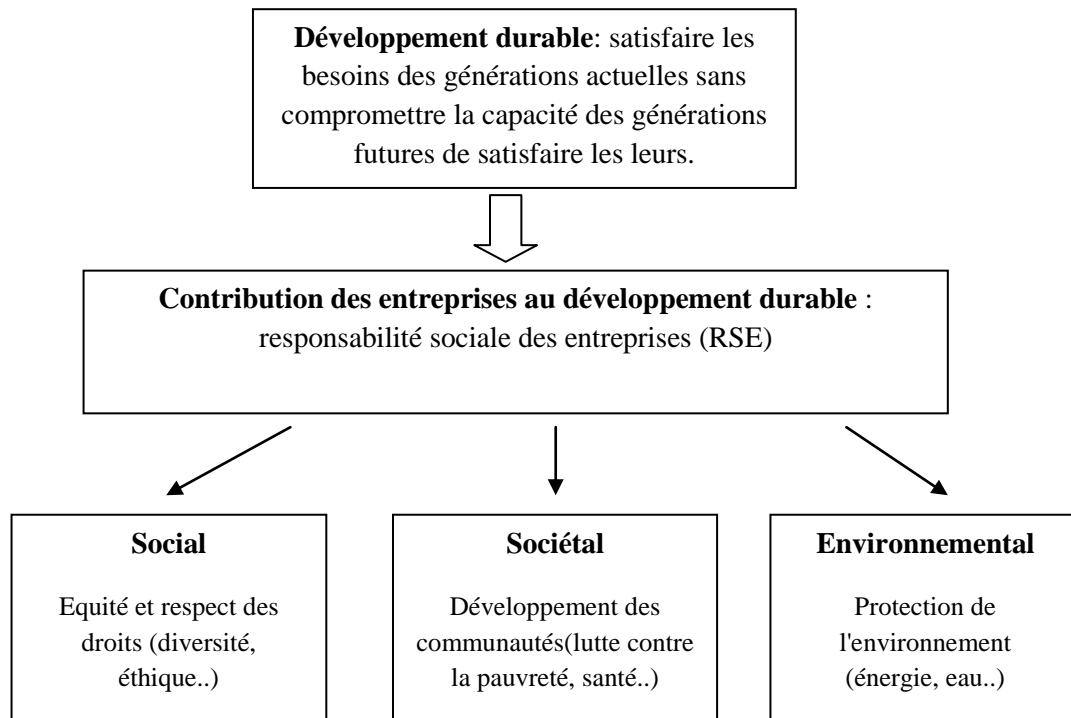 Développement durable: satisfaire les
besoins des générations actuelles sans
compromettre la capacité des générations
futures de satisfaire les leurs.
Contribution des entreprises au développement durable :
responsabilité sociale des entreprises (RSE)
Social
Equité et respect des
droits (diversité,
éthique..)
Sociétal
Développement des
communautés(lutte contre
la pauvreté, santé..)
Environnemental
Protection de
l'environnement
(énergie, eau..)